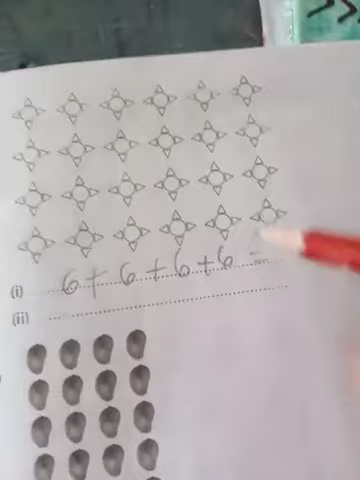 (i) 6 + 6 + 6 + 6 =
(ii)